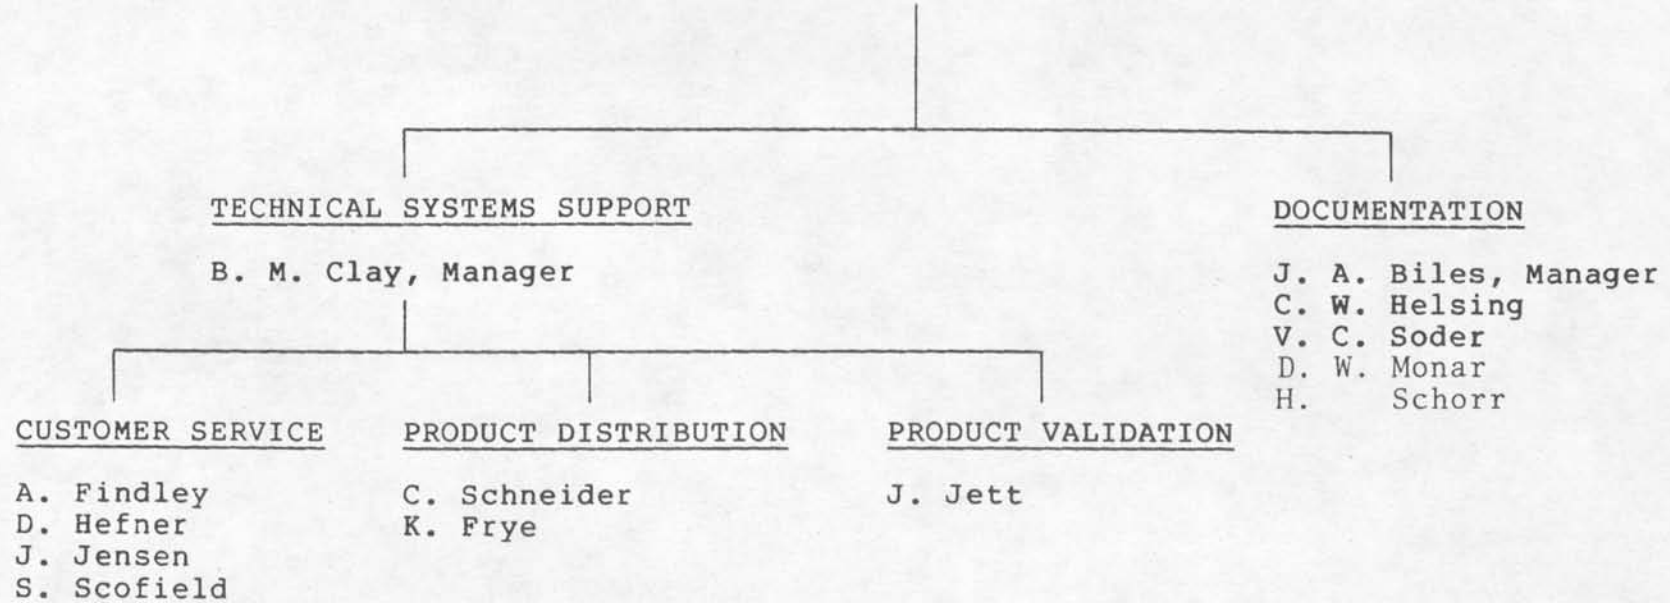 TECHNICAL SYSTEMS SUPPORT
B. M. Clay, Manager
DOCUMENTATION
J. A. Biles, Manager
C. W. Helsing
V. C. Soder
D. W. Monar
H. Schorr
CUSTOMER SERVICE
A. Findley
D. Hefner
J. Jensen
S. Scofield
PRODUCT DISTRIBUTION
C. Schneider
K. Frye
PRODUCT VALIDATION
J. Jett